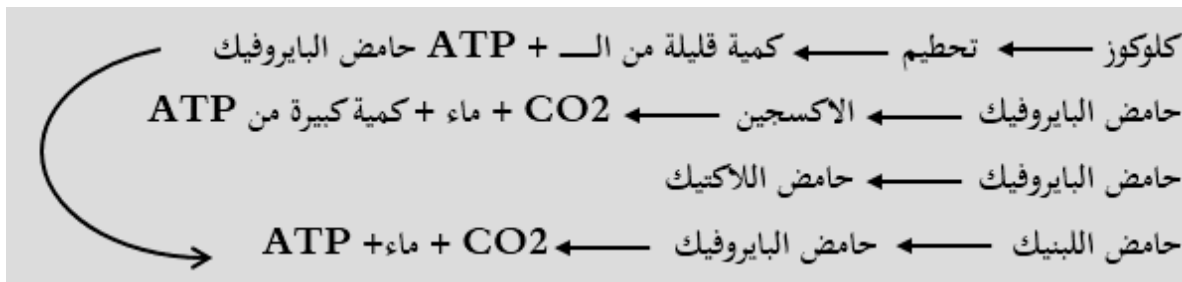 كلوكوز ← تحطيم ← كمية قليلة من الـــ ATP + حامض البايروفيك
حامض البايروفيك ← الاكسجين ← CO2 + ماء + كمية كبيرة من ATP
حامض البايروفيك ← حامض اللاكتيك
حامض اللبنيك ← حامض البايروفيك ← CO2 + ماء+ ATP